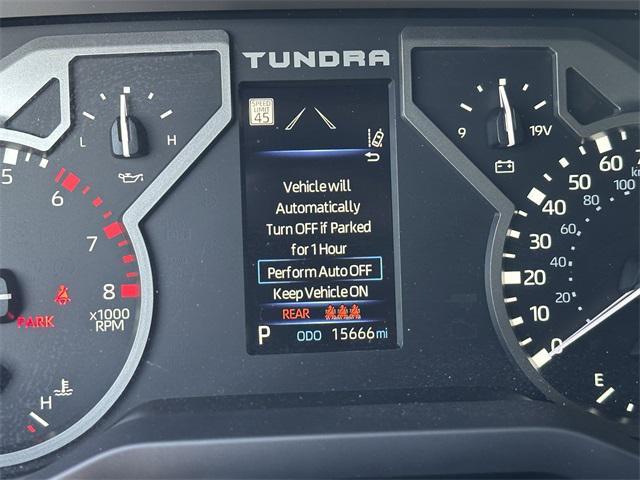 TUNDRA
SPEED
LIMIT
45
L H
9 19V
5
6
7
8
x1000
RPM
PARK
H
Vehicle will
Automatically
Turn OFF if Parked
for 1 Hour
Perform Auto OFF
Keep Vehicle ON
REAR
P ODO 15666 mi
60
50
40
30
20
10
0
100
80
60
40
20
E